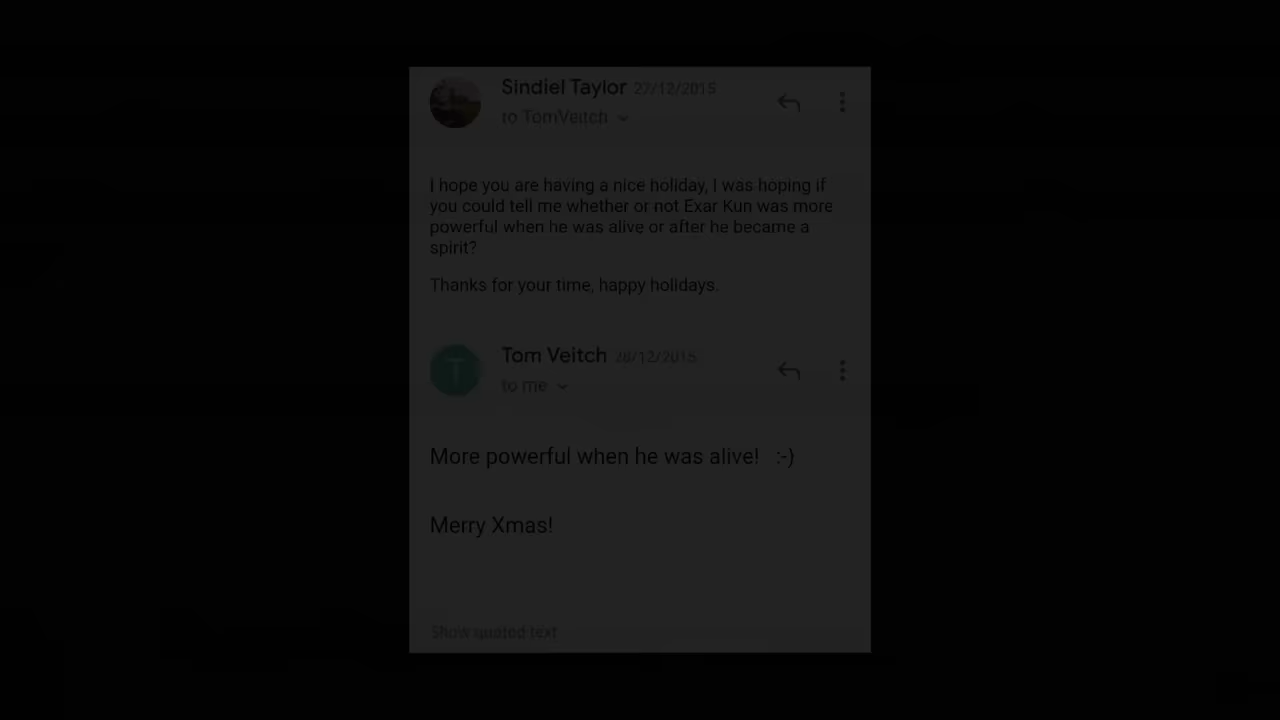 Sindiel Taylor 27/12/2015
to TomVeitch
I hope you are having a nice holiday, I was hoping if
you could tell me whether or not Exar Kun was more
powerful when he was alive or after he became a
spirit?
Thanks for your time, happy holidays.
T
Tom Veitch 28/12/2015
to me
More powerful when he was alive! :-)
Merry Xmas!
Show quoted text